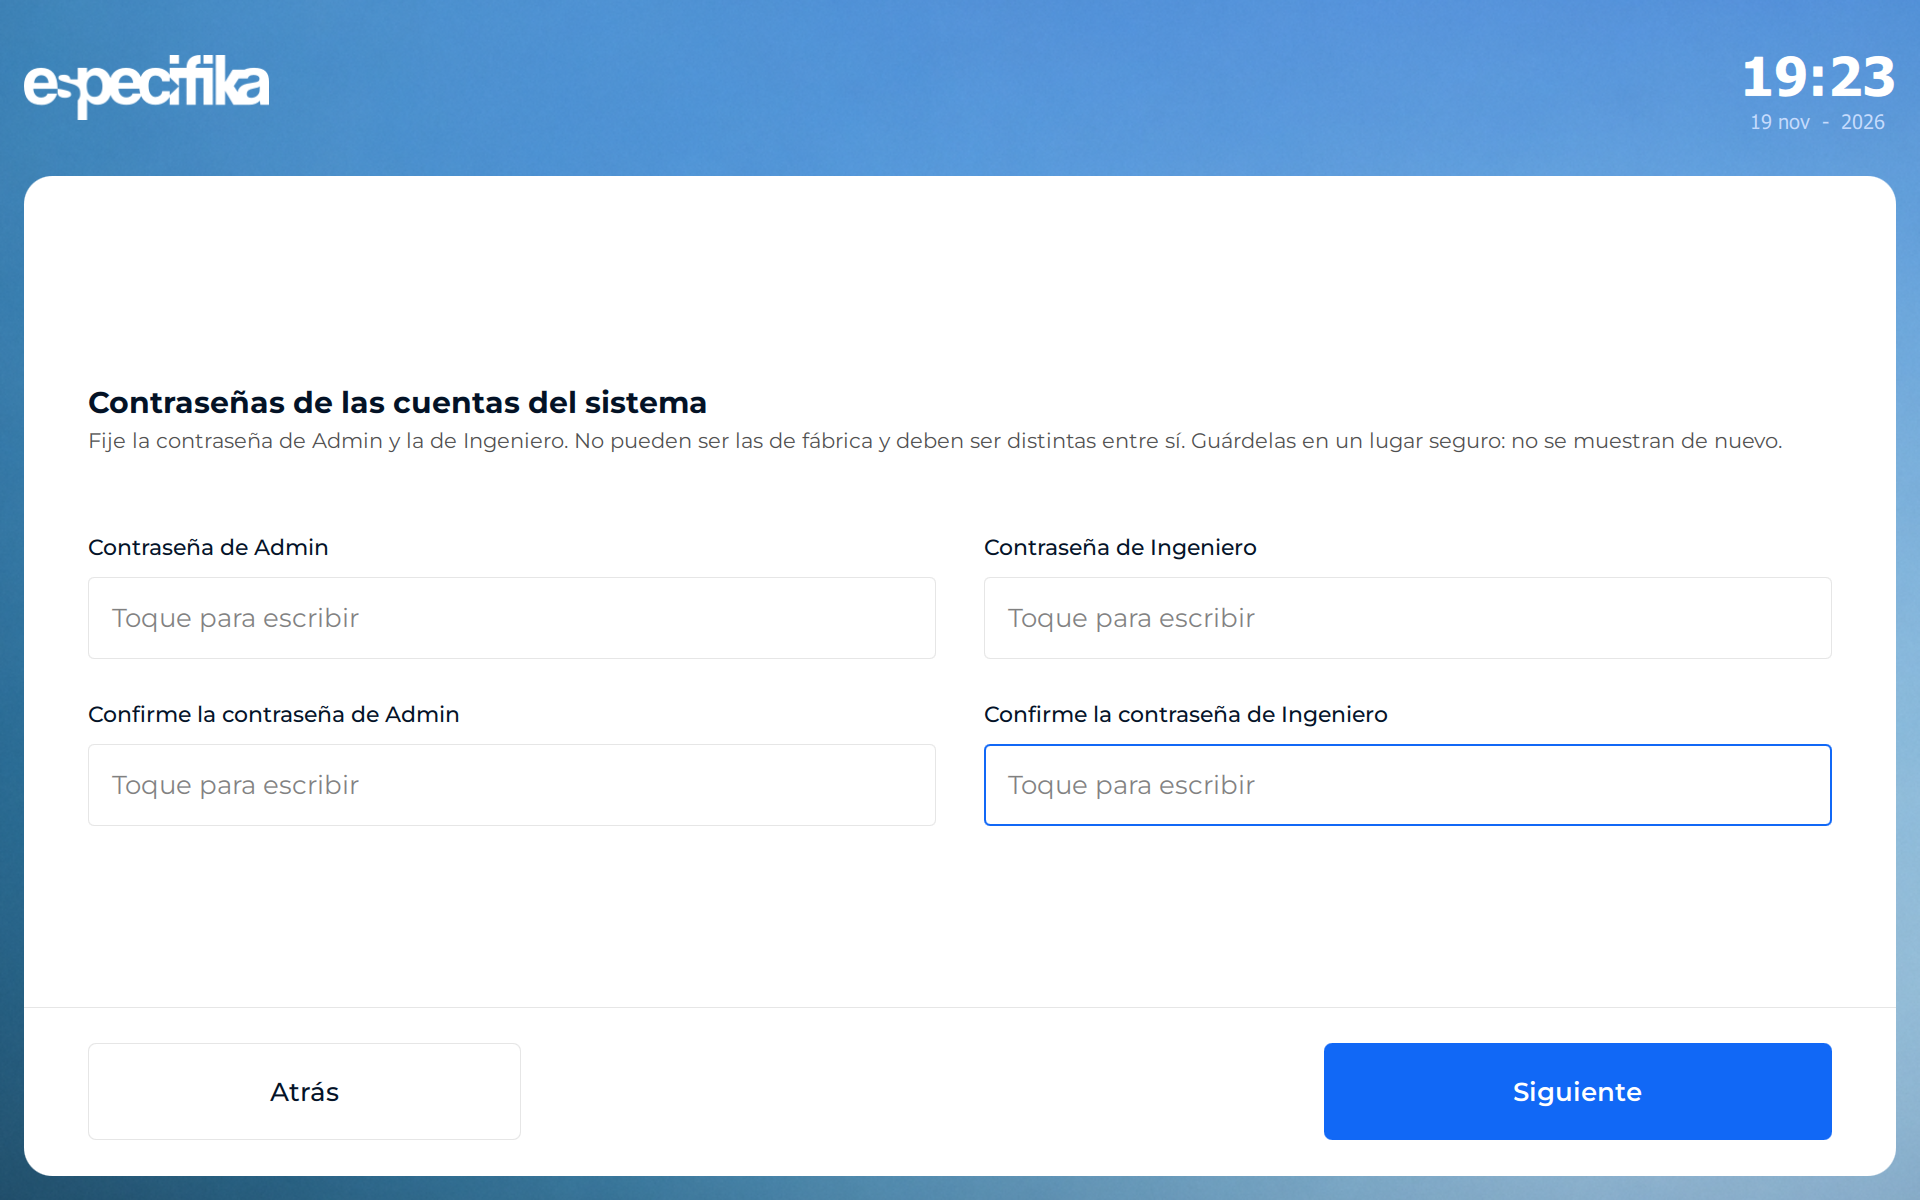 especifika
19:23
19 nov - 2026
Contraseñas de las cuentas del sistema
Fije la contraseña de Admin y la de Ingeniero. No pueden ser las de fábrica y deben ser distintas entre sí. Guárdelas en un lugar seguro: no se muestran de nuevo.
Contraseña de Admin
Contraseña de Ingeniero
Toque para escribir
Toque para escribir
Confirme la contraseña de Admin
Confirme la contraseña de Ingeniero
Toque para escribir
Toque para escribir
Atrás
Siguiente